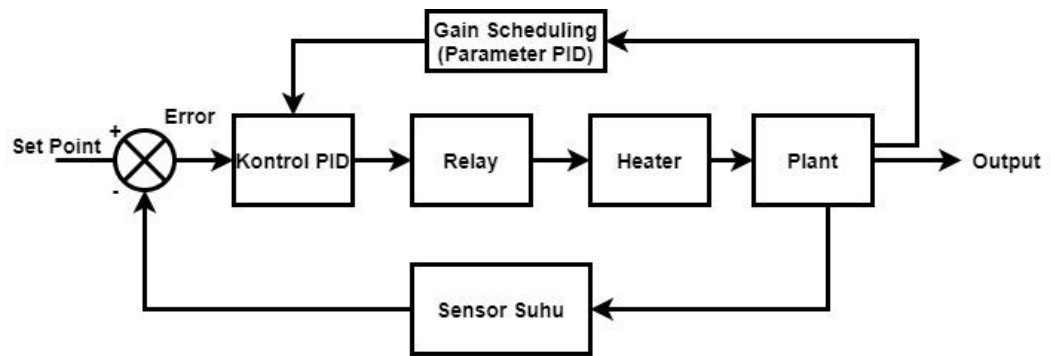 Gain Scheduling
(Parameter PID)
Error
+
Set Point
-
Kontrol PID
Relay
Heater
Plant
Output
Sensor Suhu